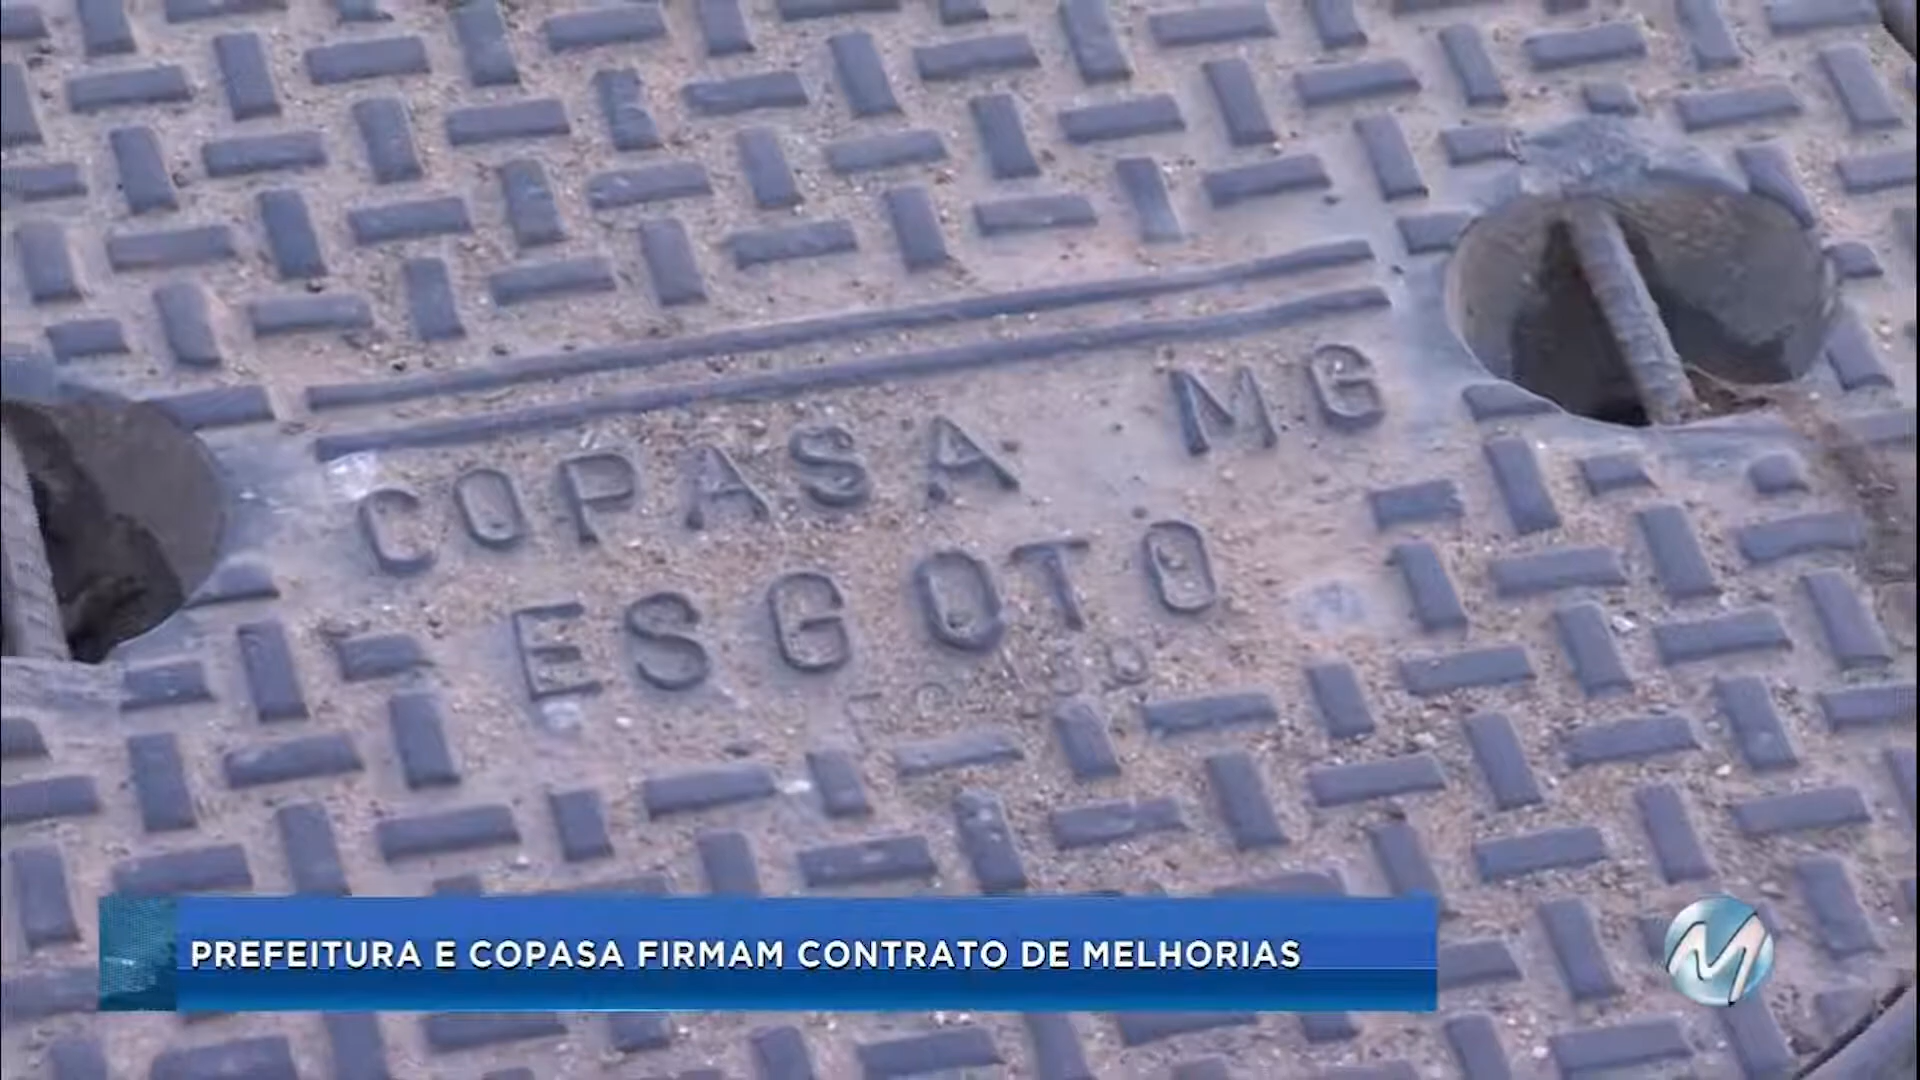 COPASA MG
ESGOTO
PREFEITURA E COPASA FIRMAM CONTRATO DE MELHORIAS
M